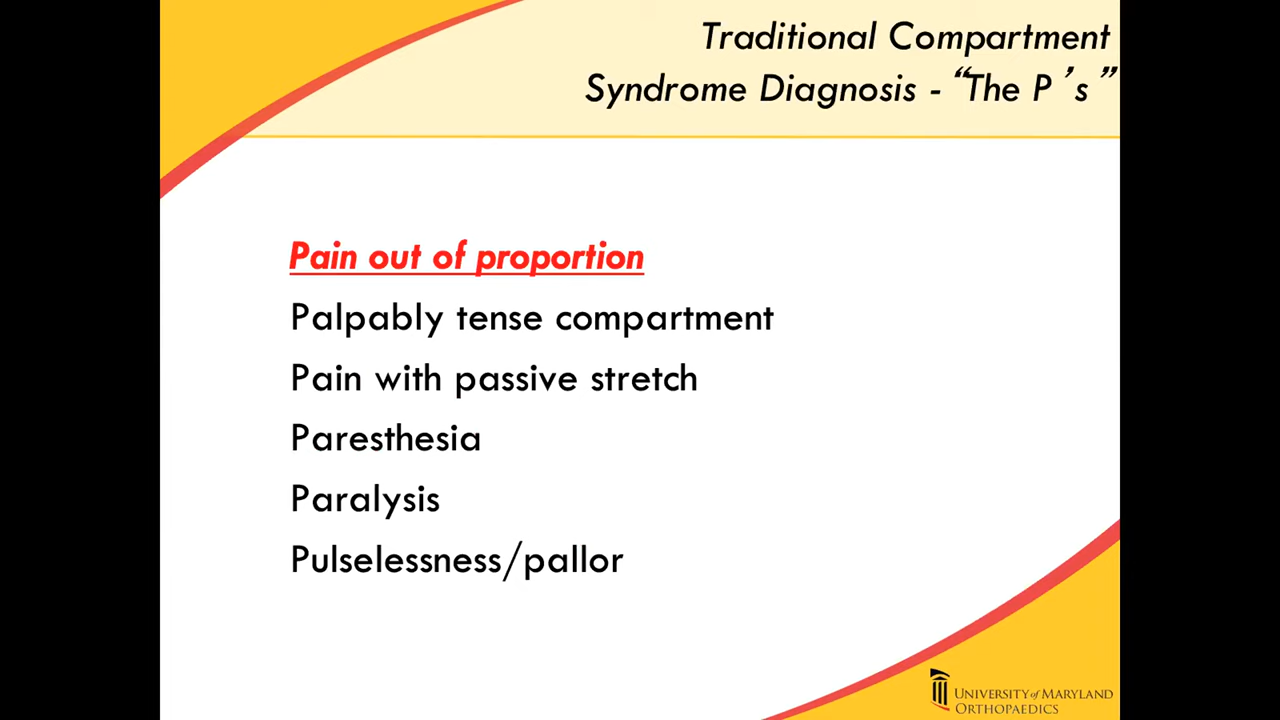 Traditional Compartment
Syndrome Diagnosis - “The P’s”
Pain out of proportion
Palpably tense compartment
Pain with passive stretch
Paresthesia
Paralysis
Pulselessness/pallor
UNIVERSITY of MARYLAND
ORTHOPAEDICS